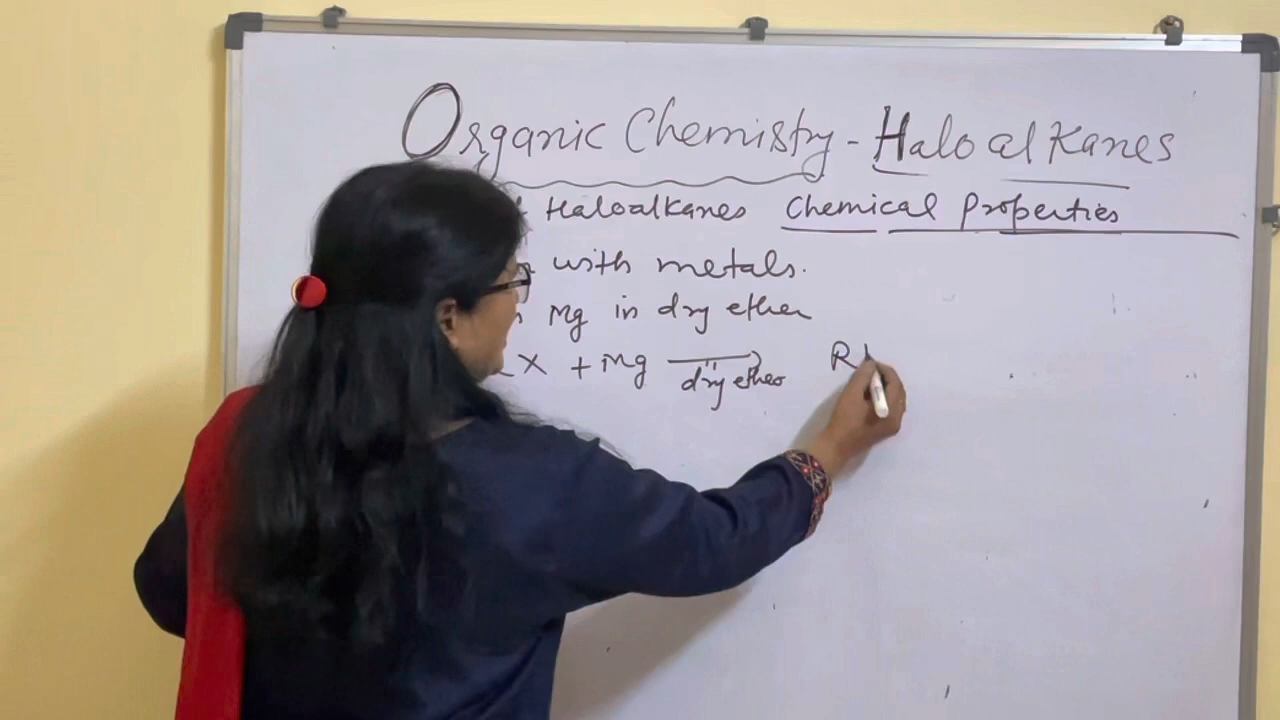 Organic Chemistry - Haloalkanes
Haloalkanes Chemical Properties
with metals.
Mg in dry ether
X + Mg → R
dry ether